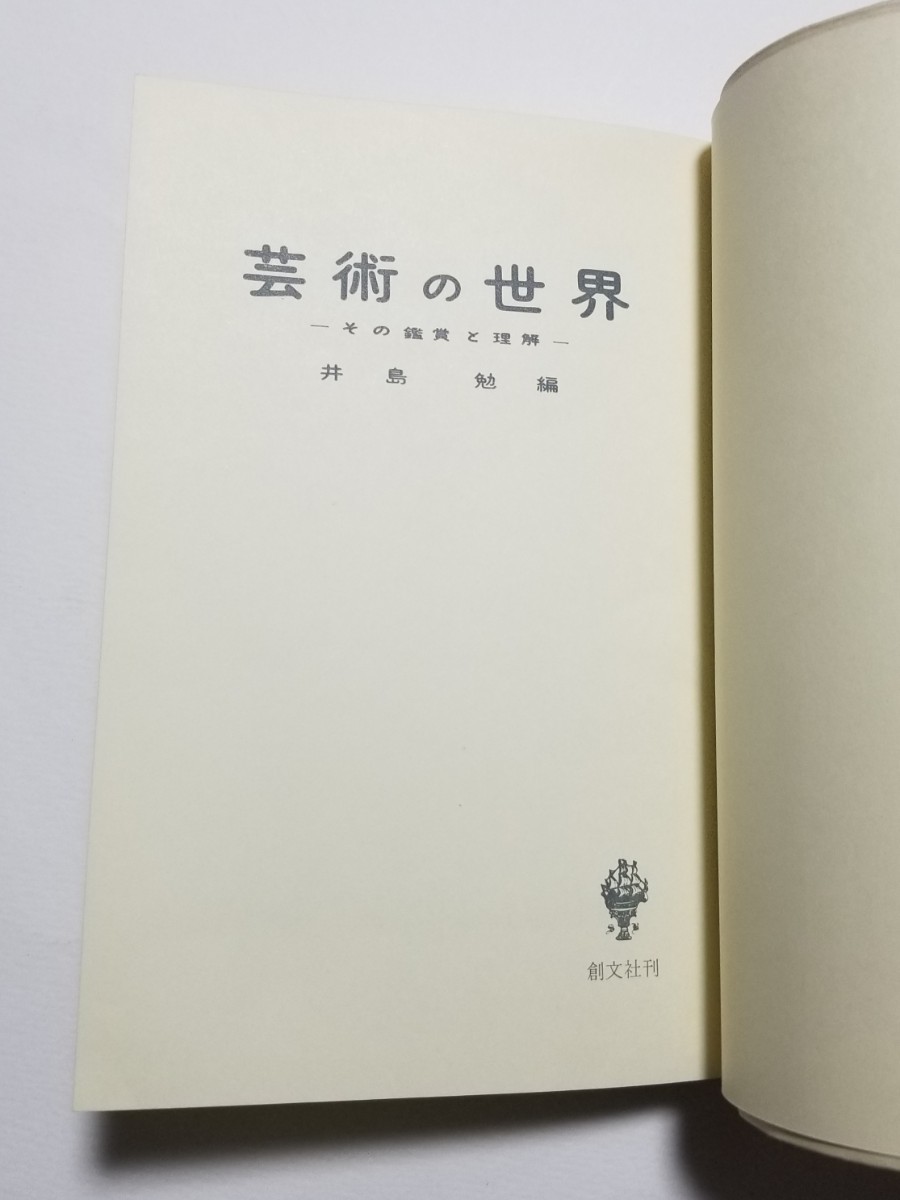 芸術の世界
―その鑑賞と理解―
井島 勉 編
創文社刊